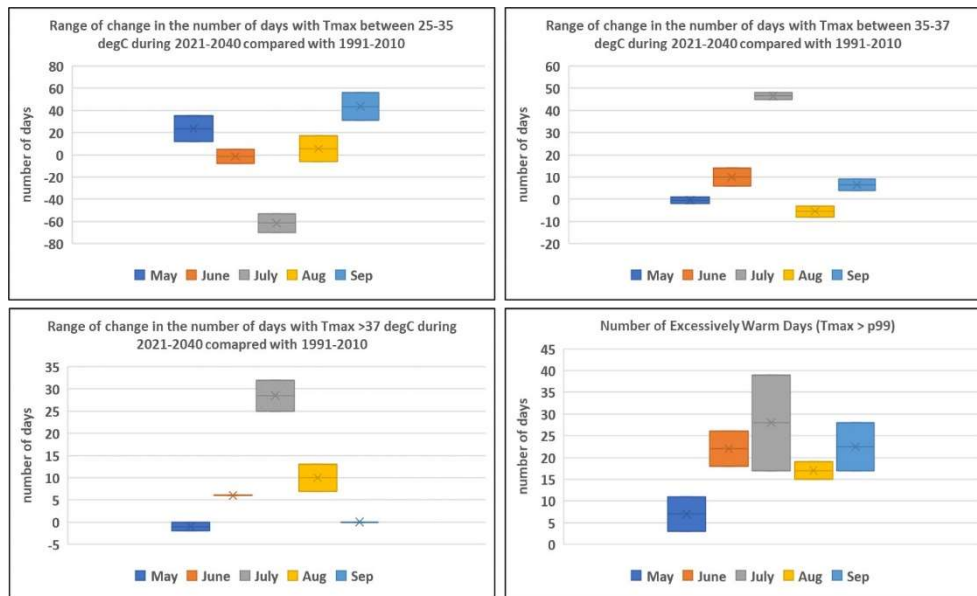 Range of change in the number of days with Tmax between 25-35
degC during 2021-2040 compared with 1991-2010
number of days
80
60
40
20
0
-20
-40
-60
-80
May June July Aug Sep
Range of change in the number of days with Tmax between 35-37
degC during 2021-2040 compared with 1991-2010
number of days
60
50
40
30
20
10
0
-10
-20
May June July Aug Sep
Range of change in the number of days with Tmax >37 degC during
2021-2040 comapred with 1991-2010
number of days
35
30
25
20
15
10
5
0
-5
May June July Aug Sep
Number of Excessively Warm Days (Tmax > p99)
number of days
45
40
35
30
25
20
15
10
5
0
May June July Aug Sep